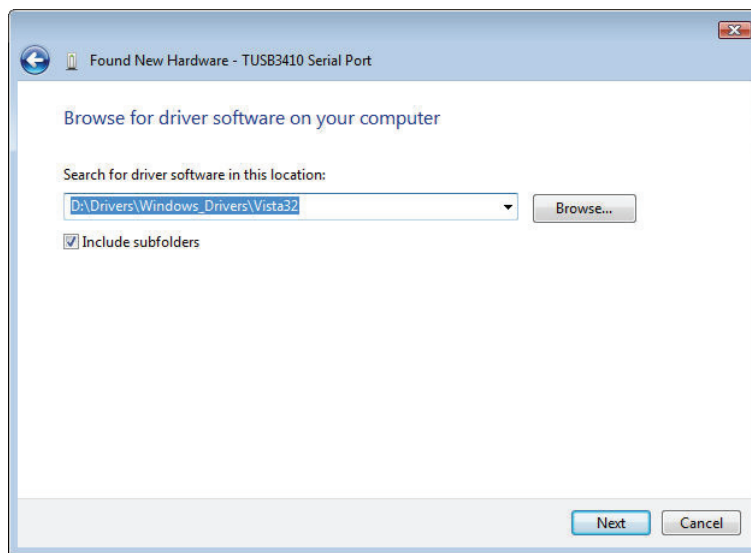 Found New Hardware - TUSB3410 Serial Port
Browse for driver software on your computer
Search for driver software in this location:
D:\Drivers\Windows_Drivers\Vista32
Browse...
Include subfolders
Next
Cancel